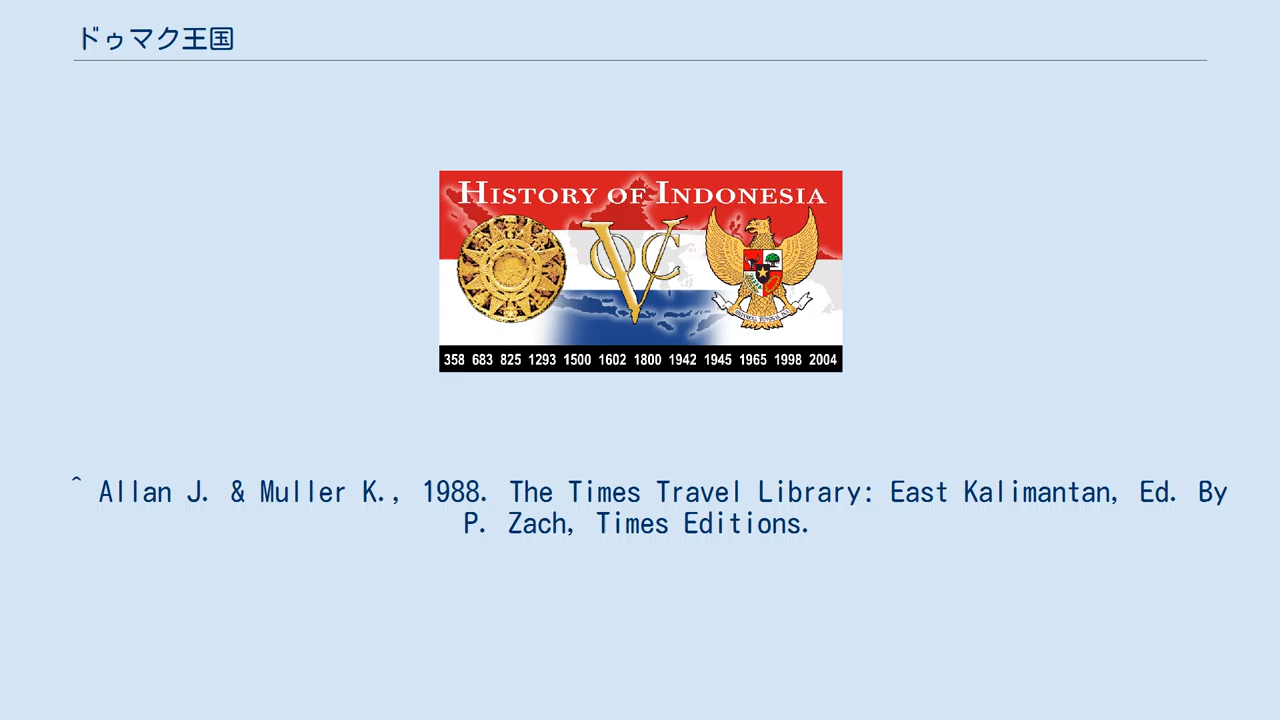 ドゥマク王国
HISTORY OF INDONESIA
VOC
358 683 825 1293 1500 1602 1800 1942 1945 1965 1998 2004
^ Allan J. & Muller K., 1988. The Times Travel Library: East Kalimantan, Ed. By
P. Zach, Times Editions.